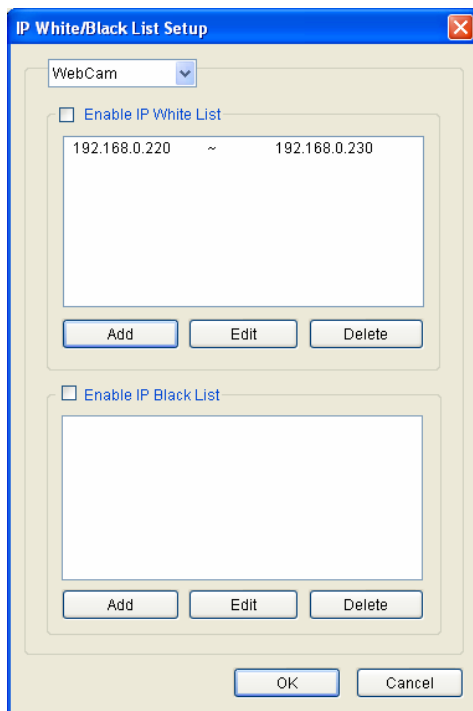 IP White/Black List Setup
WebCam
Enable IP White List
192.168.0.220 ~ 192.168.0.230
Add Edit Delete
Enable IP Black List
Add Edit Delete
OK Cancel